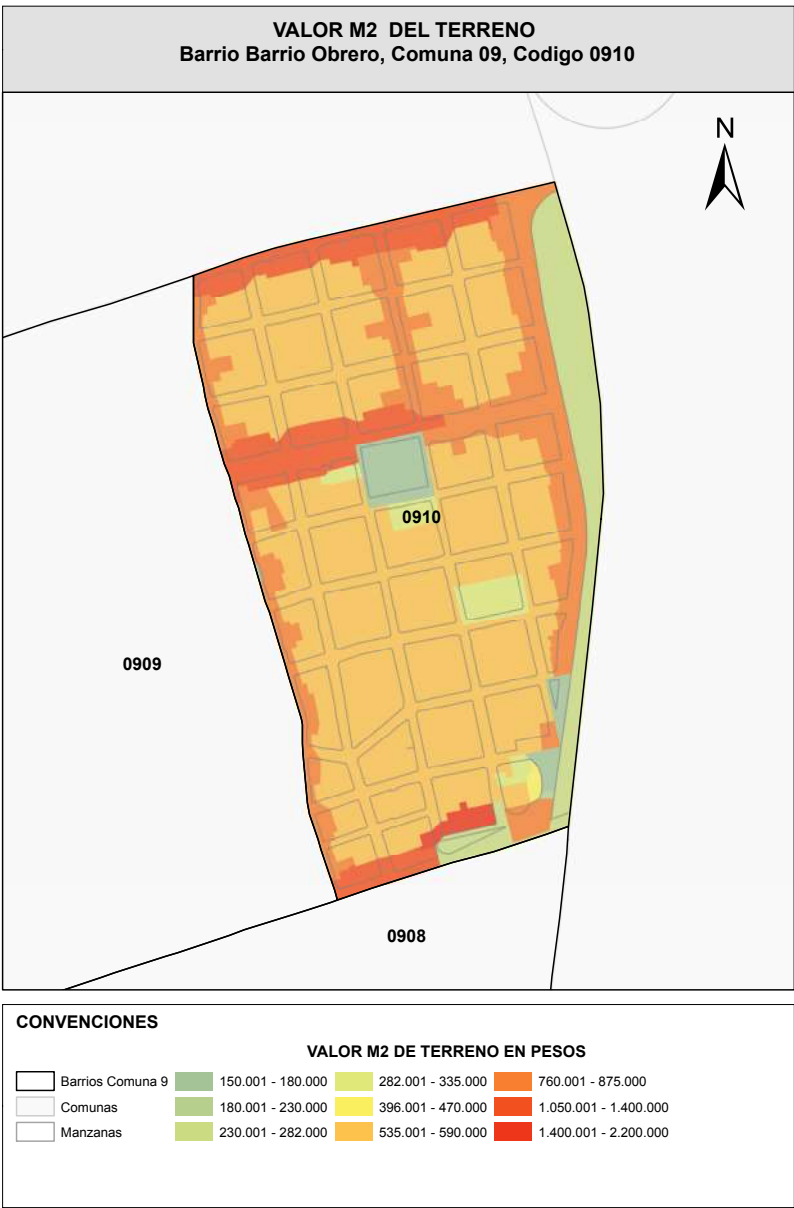 VALOR M2 DEL TERRENO
Barrio Barrio Obrero, Comuna 09, Codigo 0910
N
0910
0909
0908
CONVENCIONES
VALOR M2 DE TERRENO EN PESOS
Barrios Comuna 9 150.001 - 180.000 282.001 - 335.000 760.001 - 875.000
Comunas 180.001 - 230.000 396.001 - 470.000 1.050.001 - 1.400.000
Manzanas 230.001 - 282.000 535.001 - 590.000 1.400.001 - 2.200.000